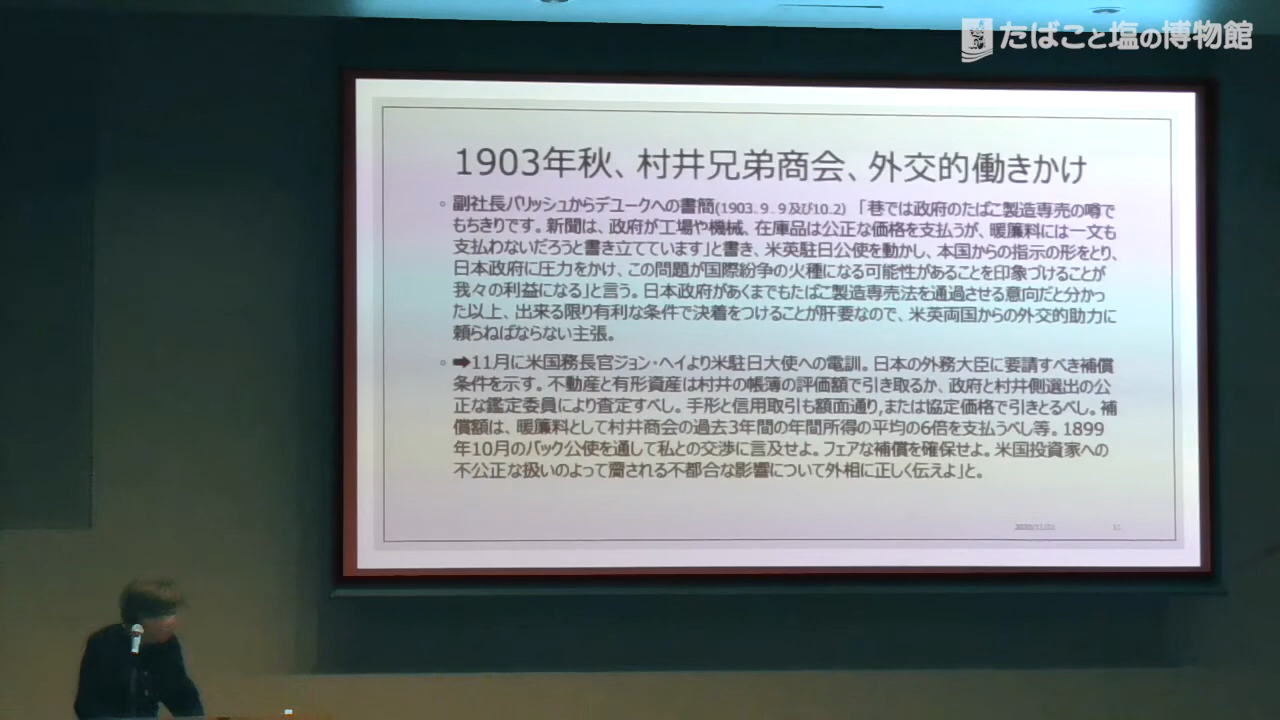 たばこと塩の博物館
1903年秋、村井兄弟商会、外交的働きかけ
副社長パリッシュからデュークへの書簡(1903．9．9及び10.2) 「巷では政府のたばこ製造専売の噂で
もちきりです。新聞は、政府が工場や機械、在庫品は公正な価格を支払うが、暖簾料には一文も
支払わないだろうと書き立てています」と書き、米英駐日公使を動かし、本国からの指示の形をとり、
日本政府に圧力をかけ、この問題が国際紛争の火種になる可能性があることを印象づけることが
我々の利益になる」と言う。日本政府があくまでもたばこ製造専売法を通過させる意向だと分かっ
た以上、出来る限り有利な条件で決着をつけることが肝要なので、米英両国からの外交的助力に
頼らねばならない主張。
➡11月に米国務長官ジョン・ヘイより米駐日大使への電訓。日本の外務大臣に要請すべき補償
条件を示す。不動産と有形資産は村井の帳簿の評価額で引き取るか、政府と村井側選出の公
正な鑑定委員により査定すべし。手形と信用取引も額面通り,または協定価格で引きとるべし。補
償額は、暖簾料として村井商会の過去3年間の年間所得の平均の6倍を支払うべし等。1899
年10月のバック公使を通して私との交渉に言及せよ。フェアな補償を確保せよ。米国投資家への
不公正な扱いのよって齎される不都合な影響について外相に正しく伝えよ」と。